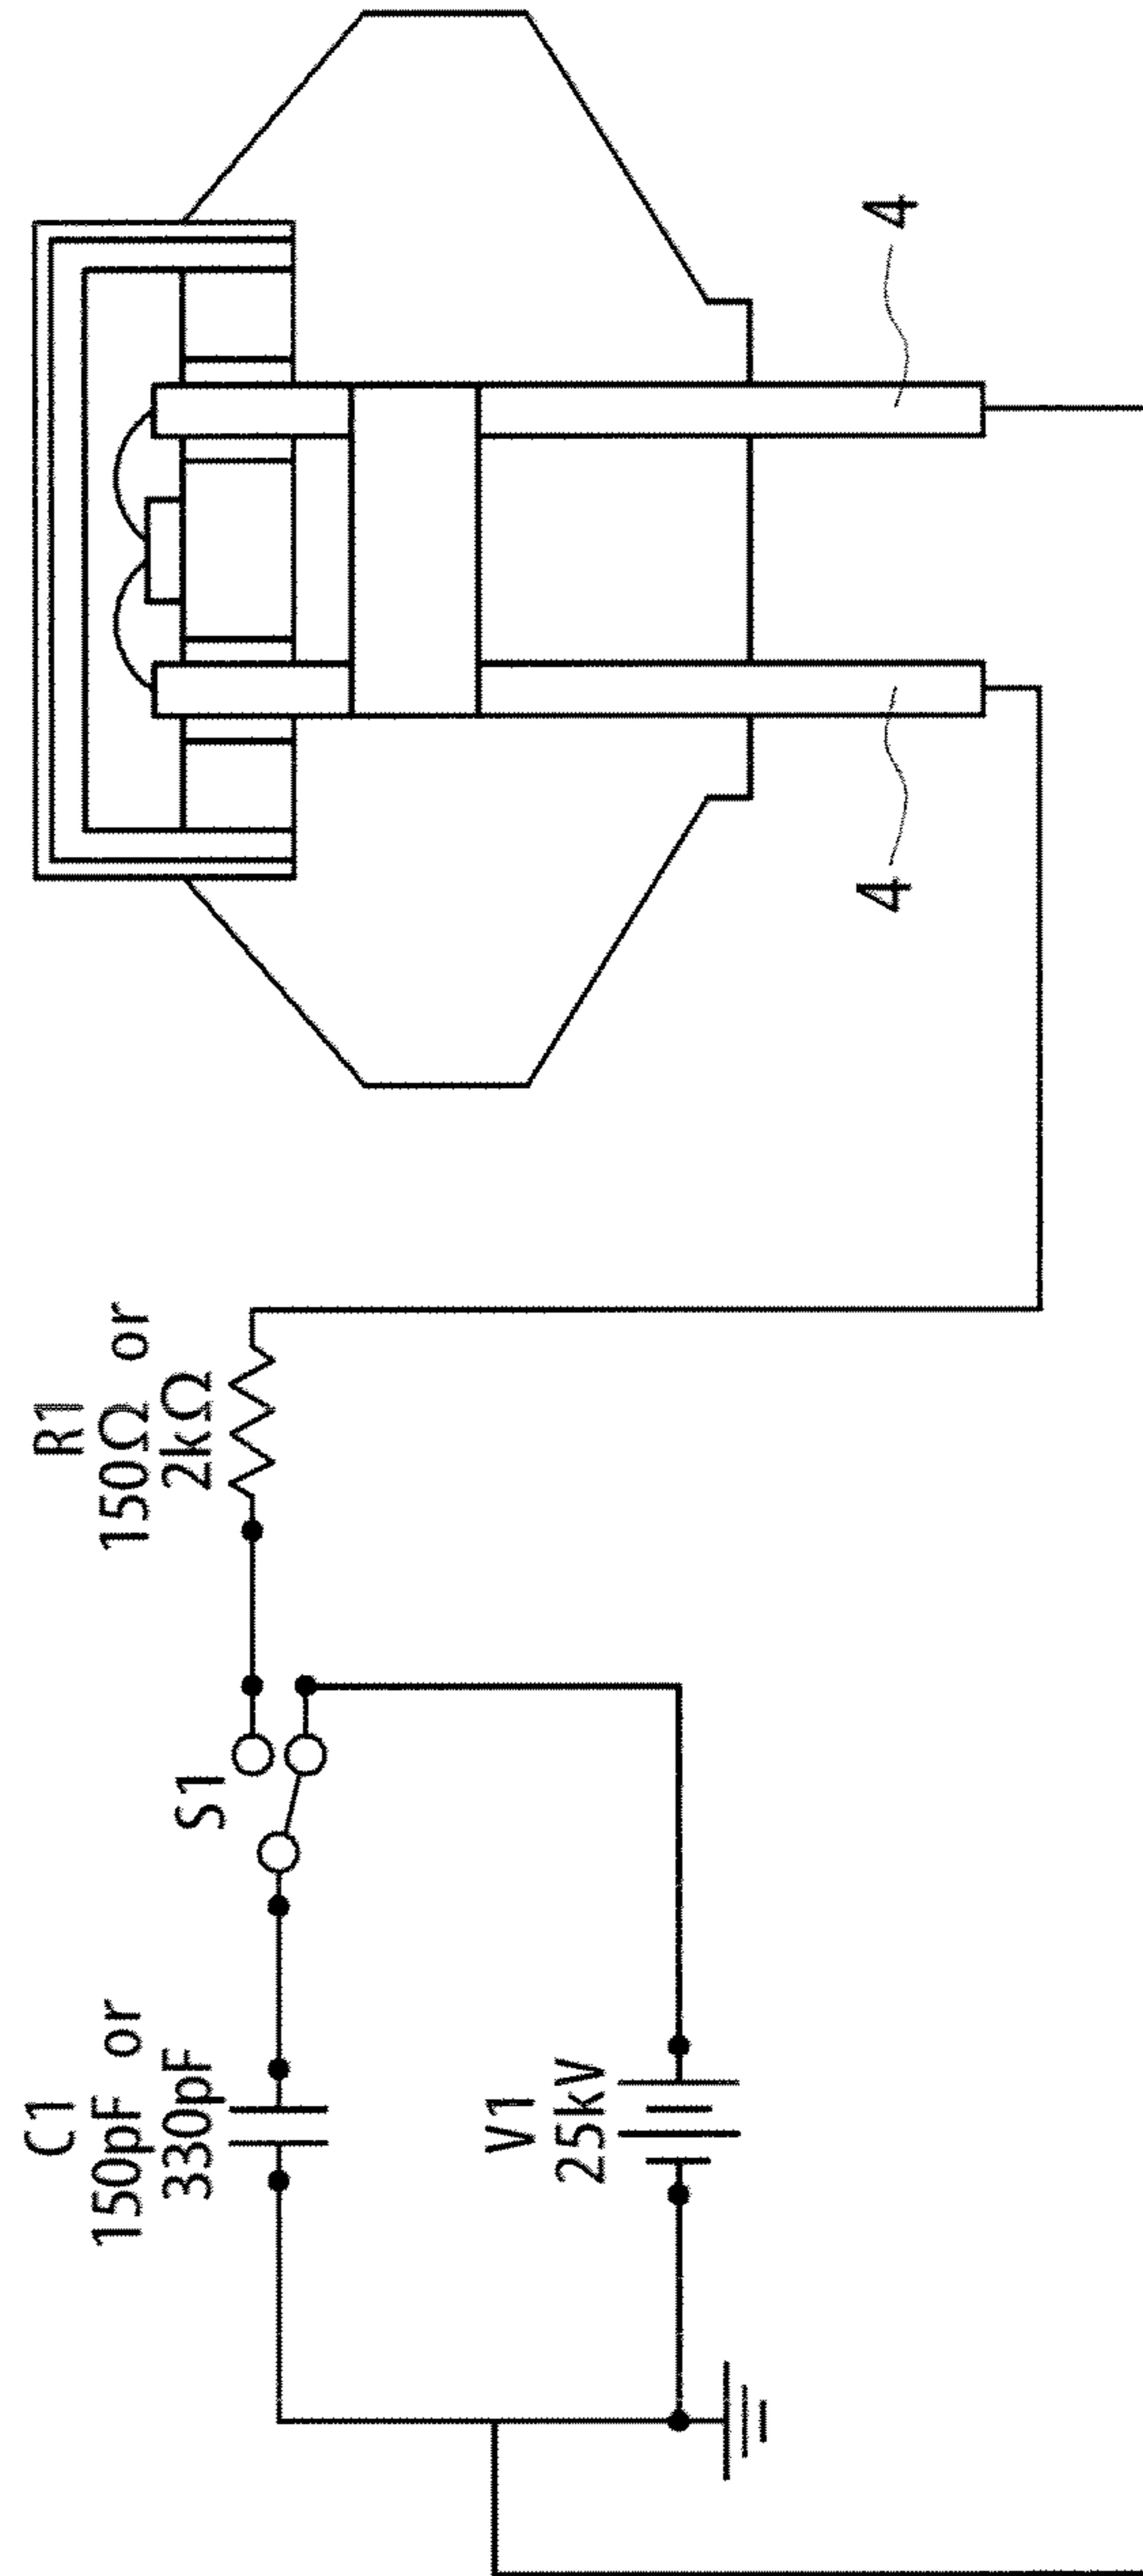 C1
150pF or
330pF
V1
25kV
S1
R1
150Ω or
2kΩ
4
4